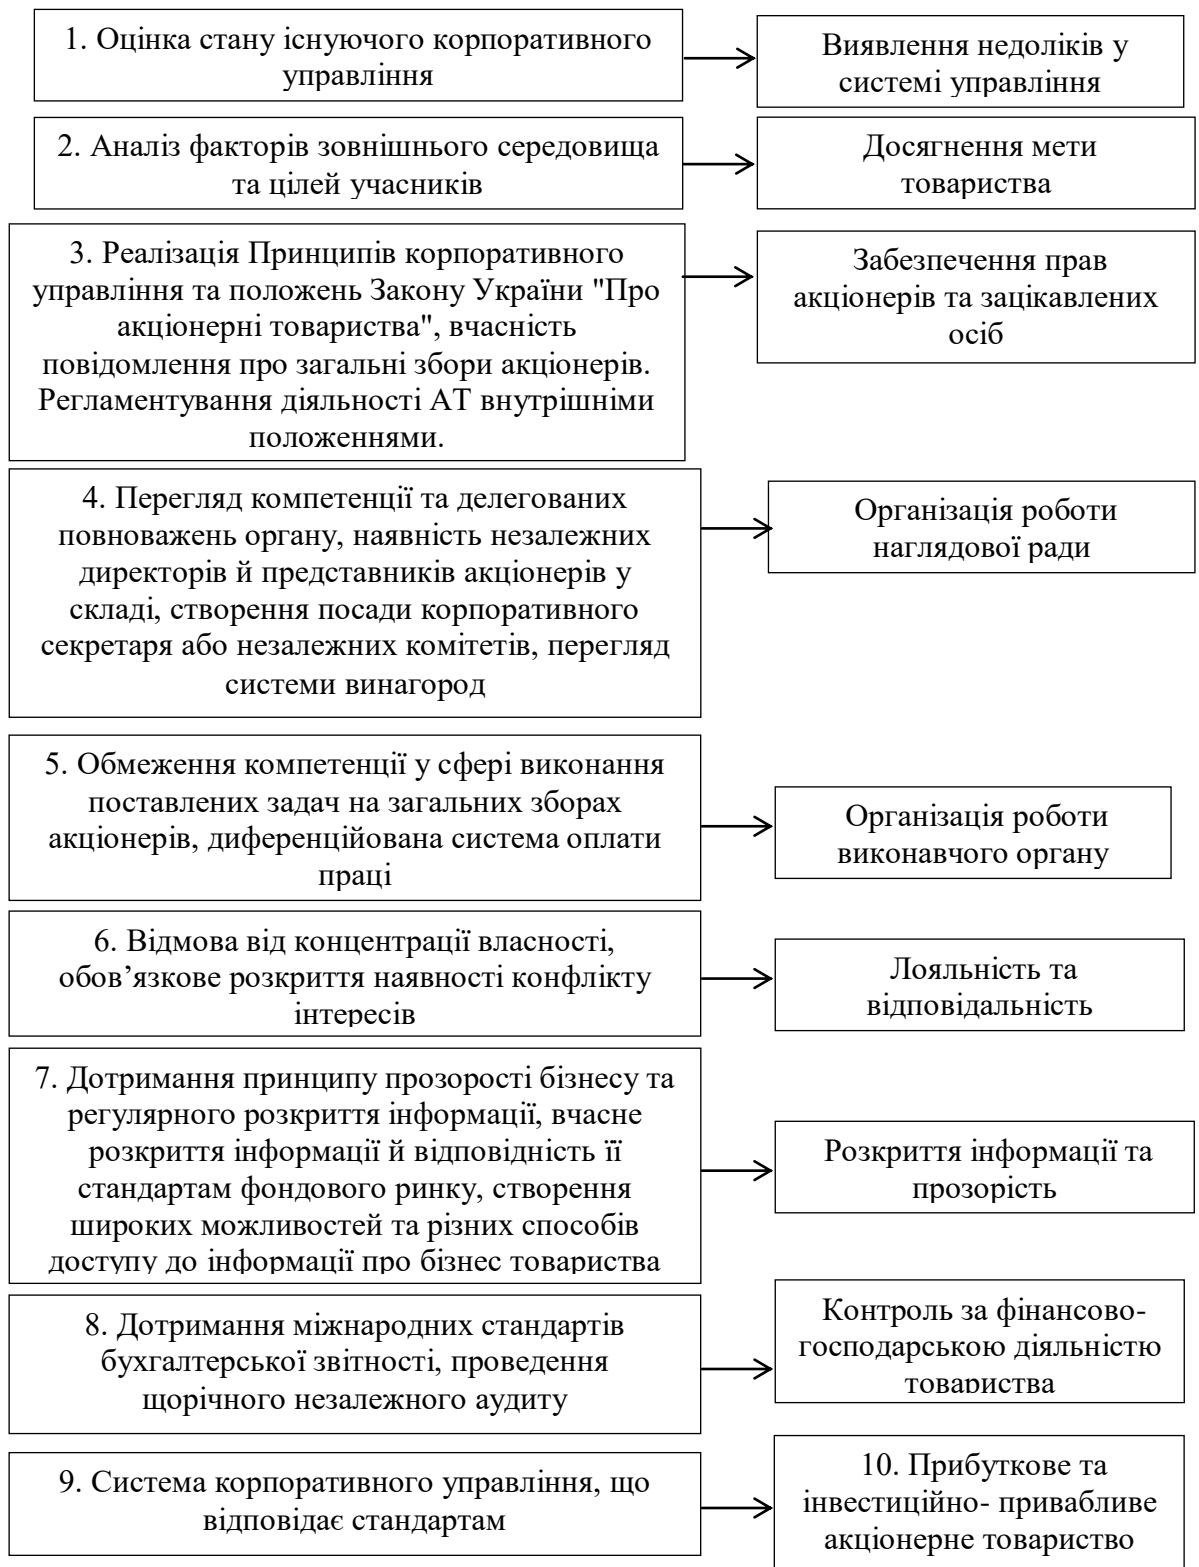 1. Оцінка стану існуючого корпоративного
управління
Виявлення недоліків у
системі управління
2. Аналіз факторів зовнішнього середовища
та цілей учасників
Досягнення мети
товариства
3. Реалізація Принципів корпоративного
управління та положень Закону України "Про
акціонерні товариства", вчасність
повідомлення про загальні збори акціонерів.
Регламентування діяльності АТ внутрішніми
положеннями.
Забезпечення прав
акціонерів та зацікавлених
осіб
4. Перегляд компетенції та делегованих
повноважень органу, наявність незалежних
директорів й представників акціонерів у
складі, створення посади корпоративного
секретаря або незалежних комітетів, перегляд
системи винагород
Організація роботи
наглядової ради
5. Обмеження компетенції у сфері виконання
поставлених задач на загальних зборах
акціонерів, диференційована система оплати
праці
Організація роботи
виконавчого органу
6. Відмова від концентрації власності,
обов’язкове розкриття наявності конфлікту
інтересів
Лояльність та
відповідальність
7. Дотримання принципу прозорості бізнесу та
регулярного розкриття інформації, вчасне
розкриття інформації й відповідність її
стандартам фондового ринку, створення
широких можливостей та різних способів
доступу до інформації про бізнес товариства
Розкриття інформації та
прозорість
8. Дотримання міжнародних стандартів
бухгалтерської звітності, проведення
щорічного незалежного аудиту
Контроль за фінансово-
господарською діяльністю
товариства
9. Система корпоративного управління, що
відповідає стандартам
10. Прибуткове та
інвестиційно- привабливе
акціонерне товариство